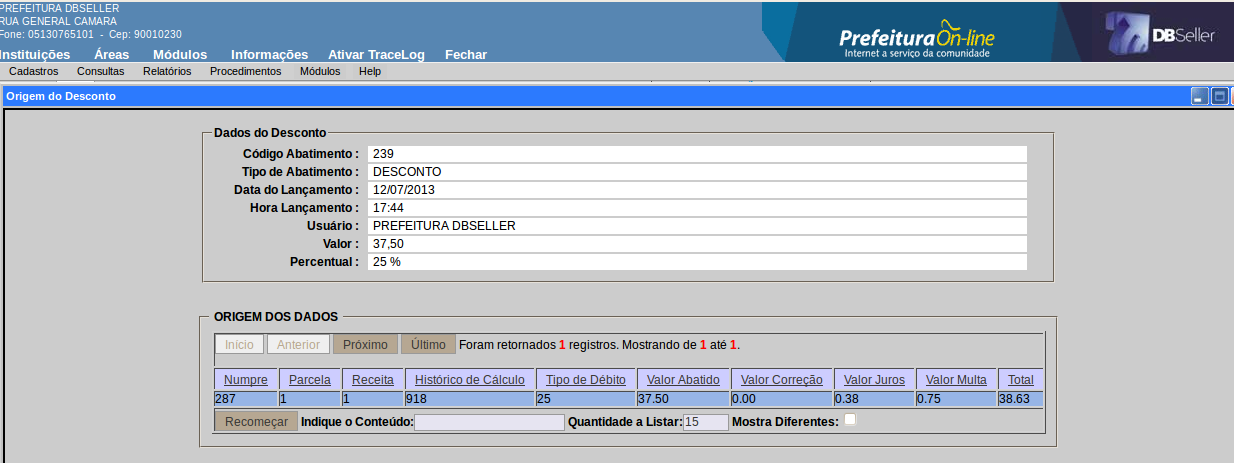 PREFEITURA DBSELLER
RUA GENERAL CAMARA
Fone: 05130765101 - Cep: 90010230
PrefeituraOn-line
Internet a serviço da comunidade
DBSeller
Instituições Áreas Módulos Informações Ativar TraceLog Fechar
Cadastros Consultas Relatórios Procedimentos Módulos Help
Origem do Desconto
Dados do Desconto
Código Abatimento : 239
Tipo de Abatimento : DESCONTO
Data do Lançamento : 12/07/2013
Hora Lançamento : 17:44
Usuário : PREFEITURA DBSELLER
Valor : 37,50
Percentual : 25 %
ORIGEM DOS DADOS
Início Anterior Próximo Último Foram retornados 1 registros. Mostrando de 1 até 1.
Numpre Parcela Receita Histórico de Cálculo Tipo de Débito Valor Abatido Valor Correção Valor Juros Valor Multa Total
287 1 1 918 25 37.50 0.00 0.38 0.75 38.63
Recomeçar Indique o Conteúdo: Quantidade a Listar: 15 Mostra Diferentes: